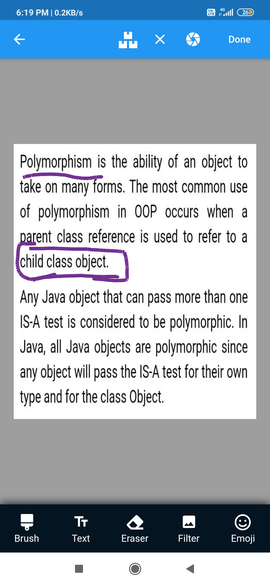 6:19 PM | 0.2KB/s
Done
Polymorphism is the ability of an object to
take on many forms. The most common use
of polymorphism in OOP occurs when a
parent class reference is used to refer to a
child class object.
Any Java object that can pass more than one
IS-A test is considered to be polymorphic. In
Java, all Java objects are polymorphic since
any object will pass the IS-A test for their own
type and for the class Object.
Brush Text Eraser Filter Emoji